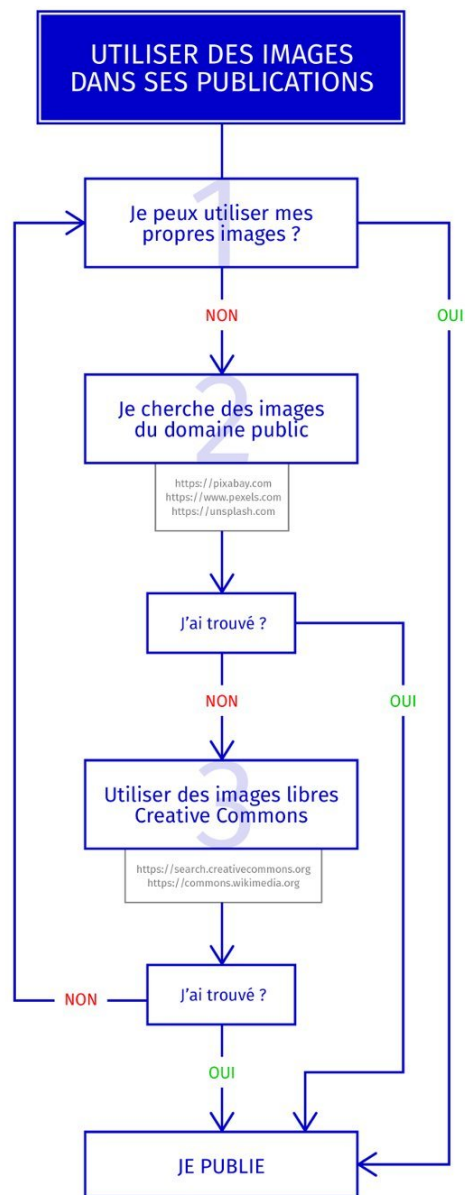 UTILISER DES IMAGES
DANS SES PUBLICATIONS
1
Je peux utiliser mes
propres images ?
NON
OUI
2
Je cherche des images
du domaine public
https://pixabay.com
https://www.pexels.com
https://unsplash.com
J'ai trouvé ?
NON
OUI
3
Utiliser des images libres
Creative Commons
https://search.creativecommons.org
https://commons.wikimedia.org
J'ai trouvé ?
NON
OUI
JE PUBLIE